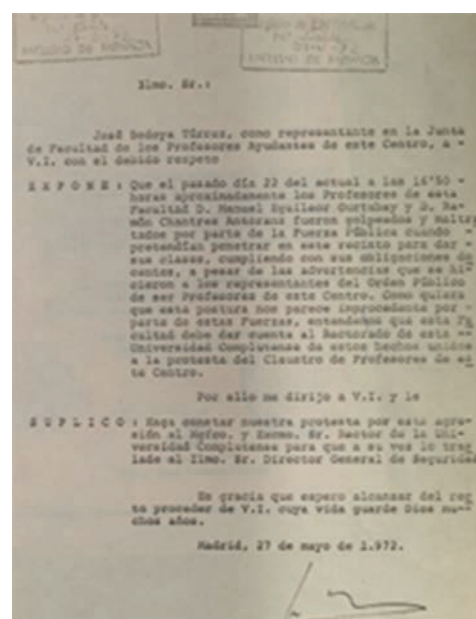 FACULTAD DE FARMACIA
Ilmo. Sr.:
José Bedoya Túrrez, como representante en la Junta
de Facultad de los Profesores Ayudantes de este Centro, a -
V.I. con el debido respeto
E X P O N E : Que el pasado día 22 del actual a las 16'50 -
horas aproximadamente los Profesores de esta
Facultad D. Manuel y D. Ra-
món Chantres fueron golpeados y maltra
tados por parte de la Fuerza Pública cuando -
pretendían penetrar en este recinto para dar -
sus clases, cumpliendo con sus obligaciones do
centes, a pesar de las advertencias que se hi-
cieron a los representantes del Orden Público
de ser Profesores de este Centro. Como quiera
que esta postura nos parece improcedente por -
parte de estas Fuerzas, entendemos que esta Fa
cultad debe dar cuenta al Rectorado de esta -
Universidad Complutense de estos hechos unidos
a la protesta del Claustro de Profesores de es
te Centro.
Por ello me dirijo a V.I. y le
S U P L I C O : Haga constar nuestra protesta por esta agre-
sión al Mgfco. y Excmo. Sr. Rector de la Uni-
versidad Complutense para que a su vez lo tras
lade al Ilmo. Sr. Director General de Seguridad
Es gracia que espero alcanzar del rec
to proceder de V.I. cuya vida guarde Dios mu--
chos años.
Madrid, 27 de mayo de 1.972.